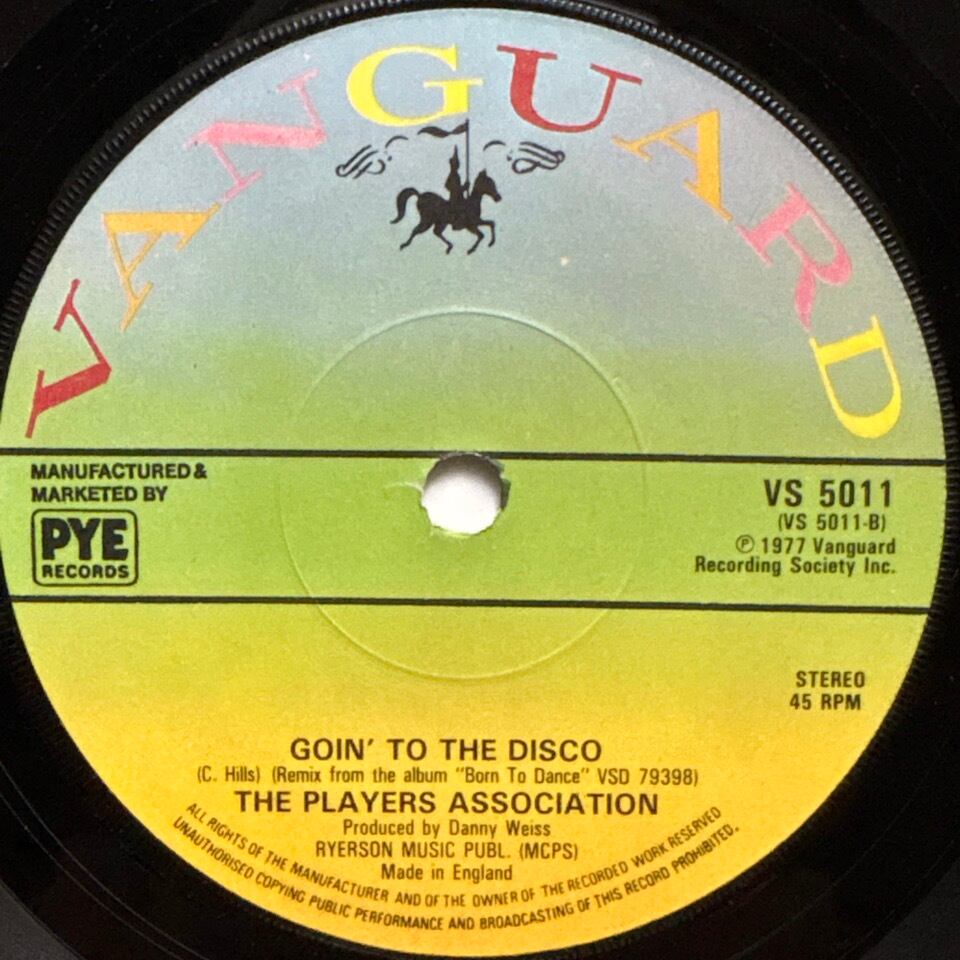 VANGUARD
MANUFACTURED &
MARKETED BY
PYE
RECORDS
VS 5011
(VS 5011-B)
℗ 1977 Vanguard
Recording Society Inc.
STEREO
45 RPM
GOIN' TO THE DISCO
(C. Hills) (Remix from the album "Born To Dance" VSD 79398)
THE PLAYERS ASSOCIATION
Produced by Danny Weiss
RYERSON MUSIC PUBL. (MCPS)
Made in England
ALL RIGHTS OF THE MANUFACTURER AND OF THE OWNER OF THE RECORDED WORK RESERVED
UNAUTHORISED COPYING PUBLIC PERFORMANCE AND BROADCASTING OF THIS RECORD PROHIBITED.